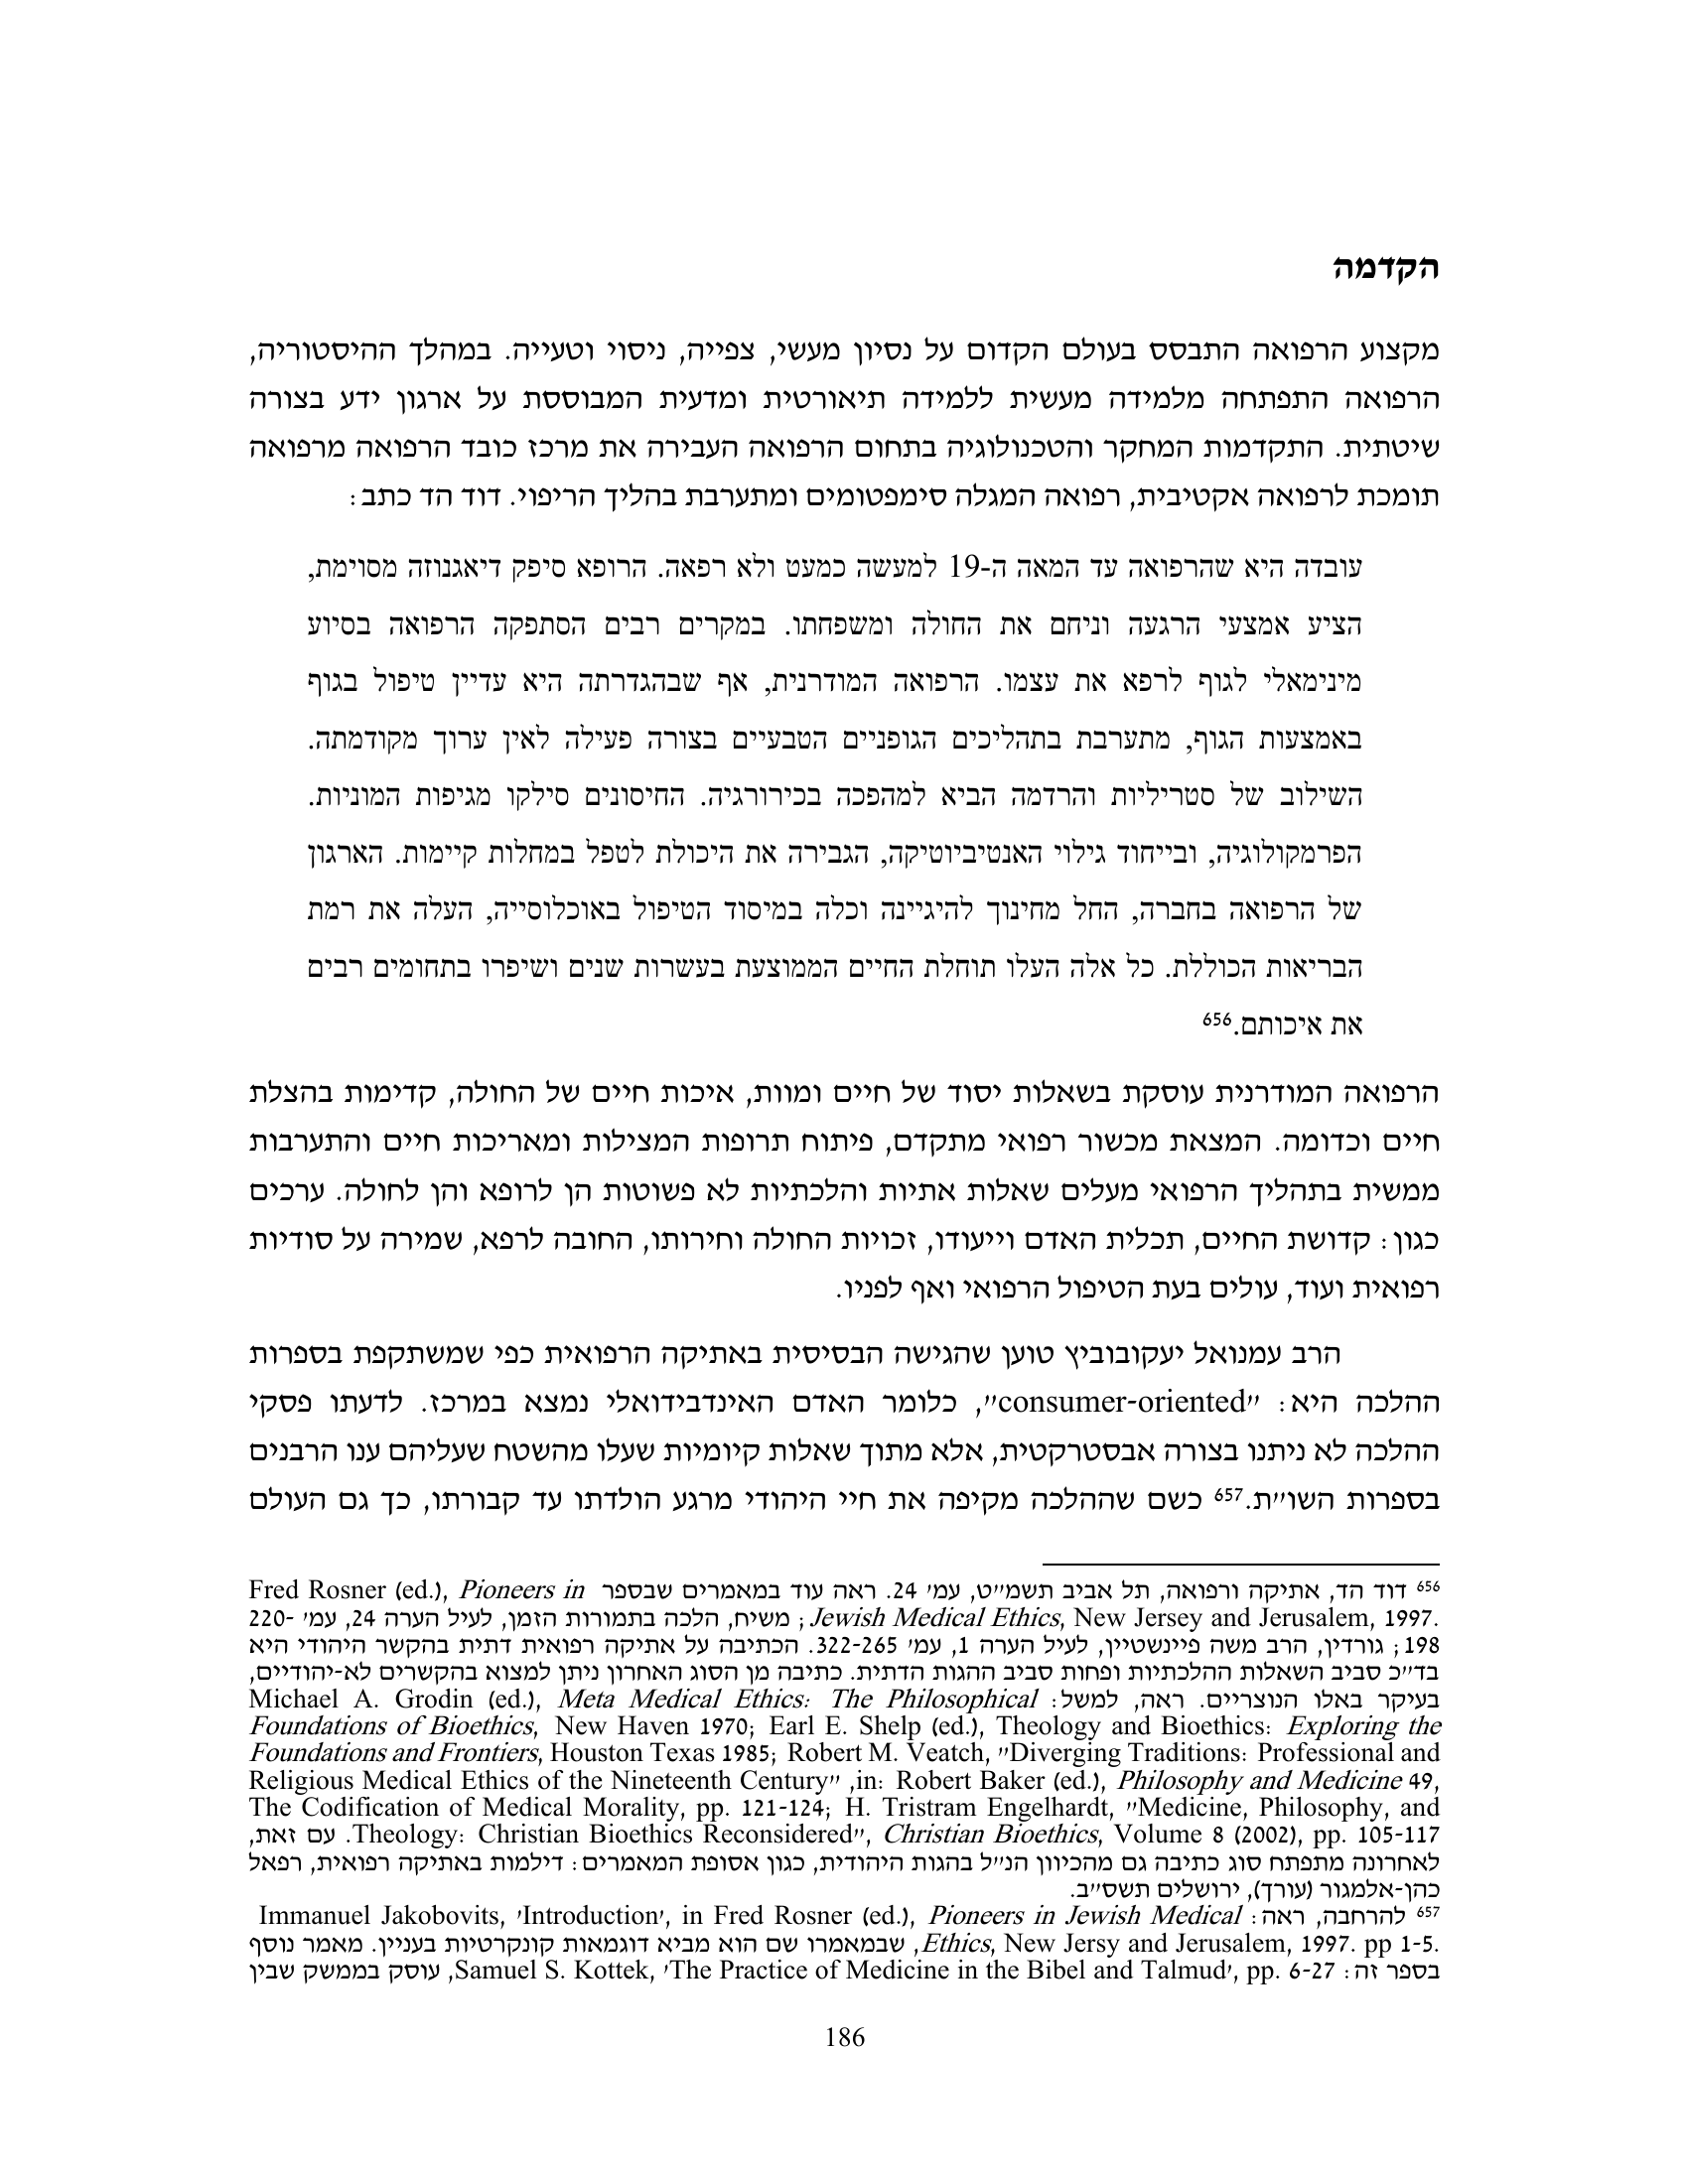 הקדמה
מקצוע הרפואה התבסס בעולם הקדום על נסיון מעשי, צפייה, ניסוי וטעייה. במהלך ההיסטוריה,
הרפואה התפתחה מלמידה מעשית ללמידה תיאורטית ומדעית המבוססת על ארגון ידע בצורה
שיטתית. התקדמות המחקר והטכנולוגיה בתחום הרפואה העבירה את מרכז כובד הרפואה מרפואה
תומכת לרפואה אקטיבית, רפואה המגלה סימפטומים ומתערבת בהליך הריפוי. דוד הד כתב:
עובדה היא שהרפואה עד המאה ה-19 למעשה כמעט ולא רפאה. הרופא סיפק דיאגנוזה מסוימת,
הציע אמצעי הרגעה וניחם את החולה ומשפחתו. במקרים רבים הסתפקה הרפואה בסיוע
מינימאלי לגוף לרפא את עצמו. הרפואה המודרנית, אף שבהגדרתה היא עדיין טיפול בגוף
באמצעות הגוף, מתערבת בתהליכים הגופניים הטבעיים בצורה פעילה לאין ערוך מקודמתה.
השילוב של סטריליות והרדמה הביא למהפכה בכירורגיה. החיסונים סילקו מגיפות המוניות.
הפרמקולוגיה, ובייחוד גילוי האנטיביוטיקה, הגבירה את היכולת לטפל במחלות קיימות. הארגון
של הרפואה בחברה, החל מחינוך להיגיינה וכלה במיסוד הטיפול באוכלוסייה, העלה את רמת
הבריאות הכוללת. כל אלה העלו תוחלת החיים הממוצעת בעשרות שנים ושיפרו בתחומים רבים
את איכותם.656
הרפואה המודרנית עוסקת בשאלות יסוד של חיים ומוות, איכות חיים של החולה, קדימות בהצלת
חיים וכדומה. המצאת מכשור רפואי מתקדם, פיתוח תרופות המצילות ומאריכות חיים והתערבות
ממשית בתהליך הרפואי מעלים שאלות אתיות והלכתיות לא פשוטות הן לרופא והן לחולה. ערכים
כגון: קדושת החיים, תכלית האדם וייעודו, זכויות החולה וחירותו, החובה לרפא, שמירה על סודיות
רפואית ועוד, עולים בעת הטיפול הרפואי ואף לפניו.
הרב עמנואל יעקובוביץ טוען שהגישה הבסיסית באתיקה הרפואית כפי שמשתקפת בספרות
ההלכה היא: "consumer-oriented", כלומר האדם האינדבידואלי נמצא במרכז. לדעתו פסקי
ההלכה לא ניתנו בצורה אבסטרקטית, אלא מתוך שאלות קיומיות שעלו מהשטח שעליהם ענו הרבנים
בספרות השו"ת.657 כשם שההלכה מקיפה את חיי היהודי מרגע הולדתו עד קבורתו, כך גם העולם
656 דוד הד, אתיקה ורפואה, תל אביב תשמ"ט, עמ' 24. ראה עוד במאמרים שבספר Fred Rosner (ed.), Pioneers in
Jewish Medical Ethics, New Jersey and Jerusalem, 1997.; משיח, הלכה בתמורות הזמן, לעיל הערה 24, עמ' 220-
198; גורדין, הרב משה פיינשטיין, לעיל הערה 1, עמ' 322-265. הכתיבה על אתיקה רפואית דתית בהקשר היהודי היא
בד"כ סביב השאלות ההלכתיות ופחות סביב ההגות הדתית. כתיבה מן הסוג האחרון ניתן למצוא בהקשרים לא-יהודיים,
בעיקר באלו הנוצריים. ראה, למשל: Michael A. Grodin (ed.), Meta Medical Ethics: The Philosophical
Foundations of Bioethics, New Haven 1970; Earl E. Shelp (ed.), Theology and Bioethics: Exploring the
Foundations and Frontiers, Houston Texas 1985; Robert M. Veatch, "Diverging Traditions: Professional and
Religious Medical Ethics of the Nineteenth Century" ,in: Robert Baker (ed.), Philosophy and Medicine 49,
The Codification of Medical Morality, pp. 121-124; H. Tristram Engelhardt, "Medicine, Philosophy, and
Theology: Christian Bioethics Reconsidered", Christian Bioethics, Volume 8 (2002), pp. 105-117. עם זאת,
לאחרונה מתפתח סוג כתיבה גם מהכיוון הנ"ל בהגות היהודית, כגון אסופת המאמרים: דילמות באתיקה רפואית, רפאל
כהן-אלמגור (עורך), ירושלים תשס"ב.
657 להרחבה, ראה: Immanuel Jakobovits, 'Introduction', in Fred Rosner (ed.), Pioneers in Jewish Medical
Ethics, New Jersy and Jerusalem, 1997. pp 1-5., שבמאמרו שם הוא מביא דוגמאות קונקרטיות בעניין. מאמר נוסף
בספר זה: Samuel S. Kottek, 'The Practice of Medicine in the Bibel and Talmud', pp. 6-27, עוסק בממשק שבין
186